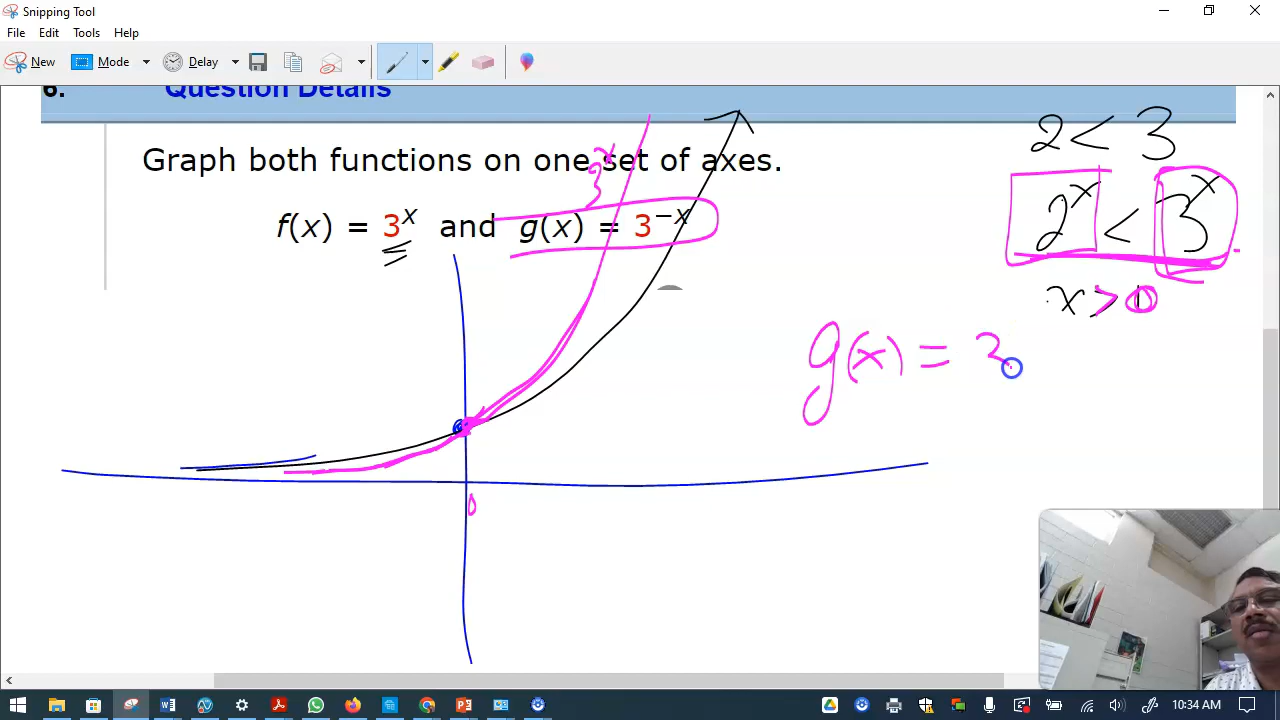 Snipping Tool
File Edit Tools Help
New Mode Delay
6. Question Details
Graph both functions on one set of axes.
f(x) = 3^x and g(x) = 3^−x
3^x
2 < 3
2^x < 3^x
x > 0
g(x) = 3
0
10:34 AM